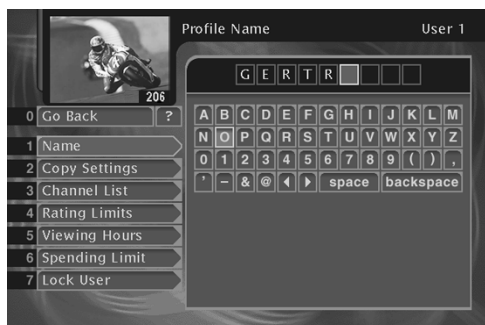 Profile Name User 1
206
G E R T R
0 Go Back ?
1 Name
2 Copy Settings
3 Channel List
4 Rating Limits
5 Viewing Hours
6 Spending Limit
7 Lock User
A B C D E F G H I J K L M
N O P Q R S T U V W X Y Z
0 1 2 3 4 5 6 7 8 9 ( ) ,
' - & @ ◀ ▶ space backspace